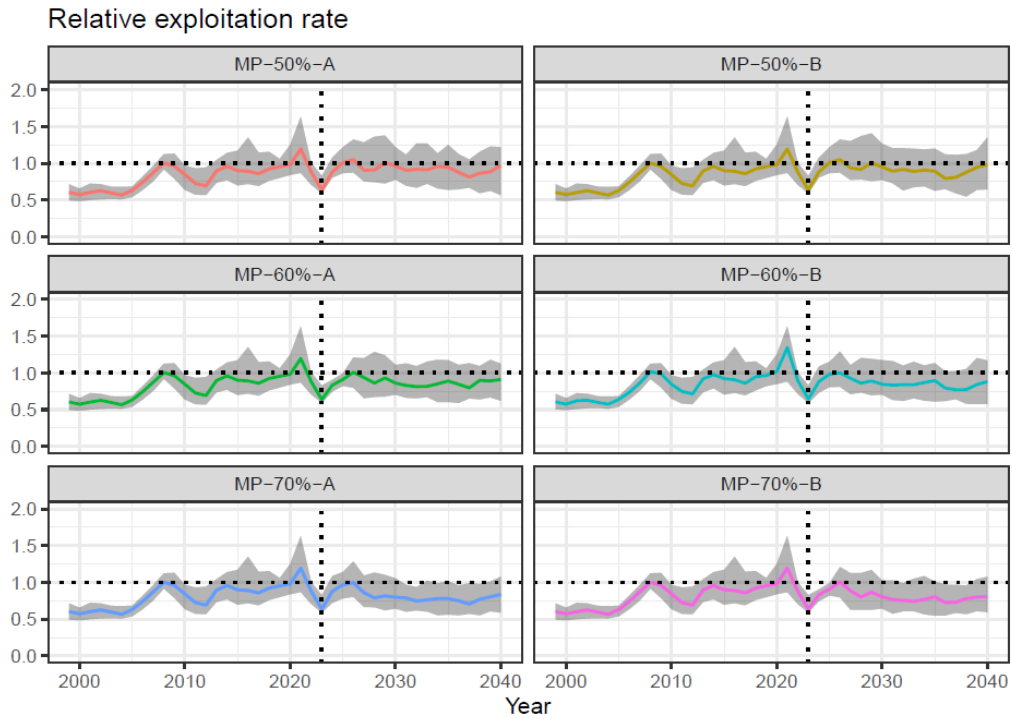 Relative exploitation rate
MP−50%−A
MP−50%−B
2.0
1.5
1.0
0.5
0.0
MP−60%−A
MP−60%−B
2.0
1.5
1.0
0.5
0.0
MP−70%−A
MP−70%−B
2.0
1.5
1.0
0.5
0.0
2000 2010 2020 2030 2040 2000 2010 2020 2030 2040
Year